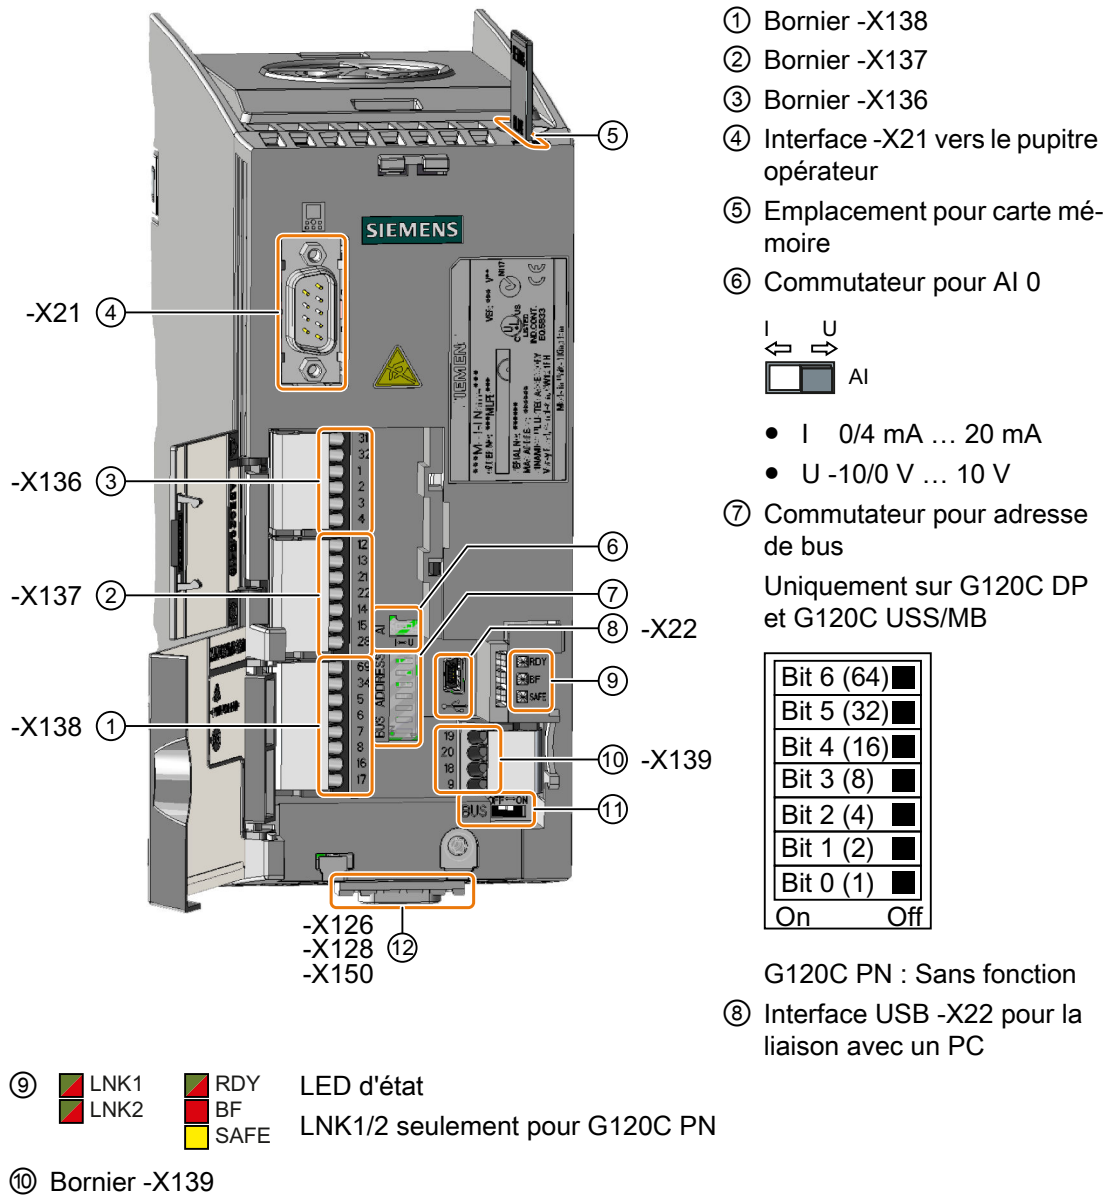 ① Bornier -X138
② Bornier -X137
③ Bornier -X136
④ Interface -X21 vers le pupitre
opérateur
⑤ Emplacement pour carte mé-
moire
⑥ Commutateur pour AI 0
I U
AI
• I 0/4 mA … 20 mA
• U -10/0 V … 10 V
⑦ Commutateur pour adresse
de bus
Uniquement sur G120C DP
et G120C USS/MB
Bit 6 (64)
Bit 5 (32)
Bit 4 (16)
Bit 3 (8)
Bit 2 (4)
Bit 1 (2)
Bit 0 (1)
On Off
G120C PN : Sans fonction
⑧ Interface USB -X22 pour la
liaison avec un PC
SIEMENS
-X21 ④
⑤
-X136 ③
31
32
1
2
3
4
-X137 ②
12
13
21
22
14
15
28
-X138 ①
69
34
5
6
7
8
16
17
AI
I U
BUS ADDRESS
⑥
⑦
⑧ -X22
RDY
BF
SAFE
⑨
19
20
18
9
⑩ -X139
BUS
OFF ON
⑪
-X126
-X128 ⑫
-X150
⑨ LNK1 RDY LED d'état
LNK2 BF
SAFE LNK1/2 seulement pour G120C PN
⑩ Bornier -X139